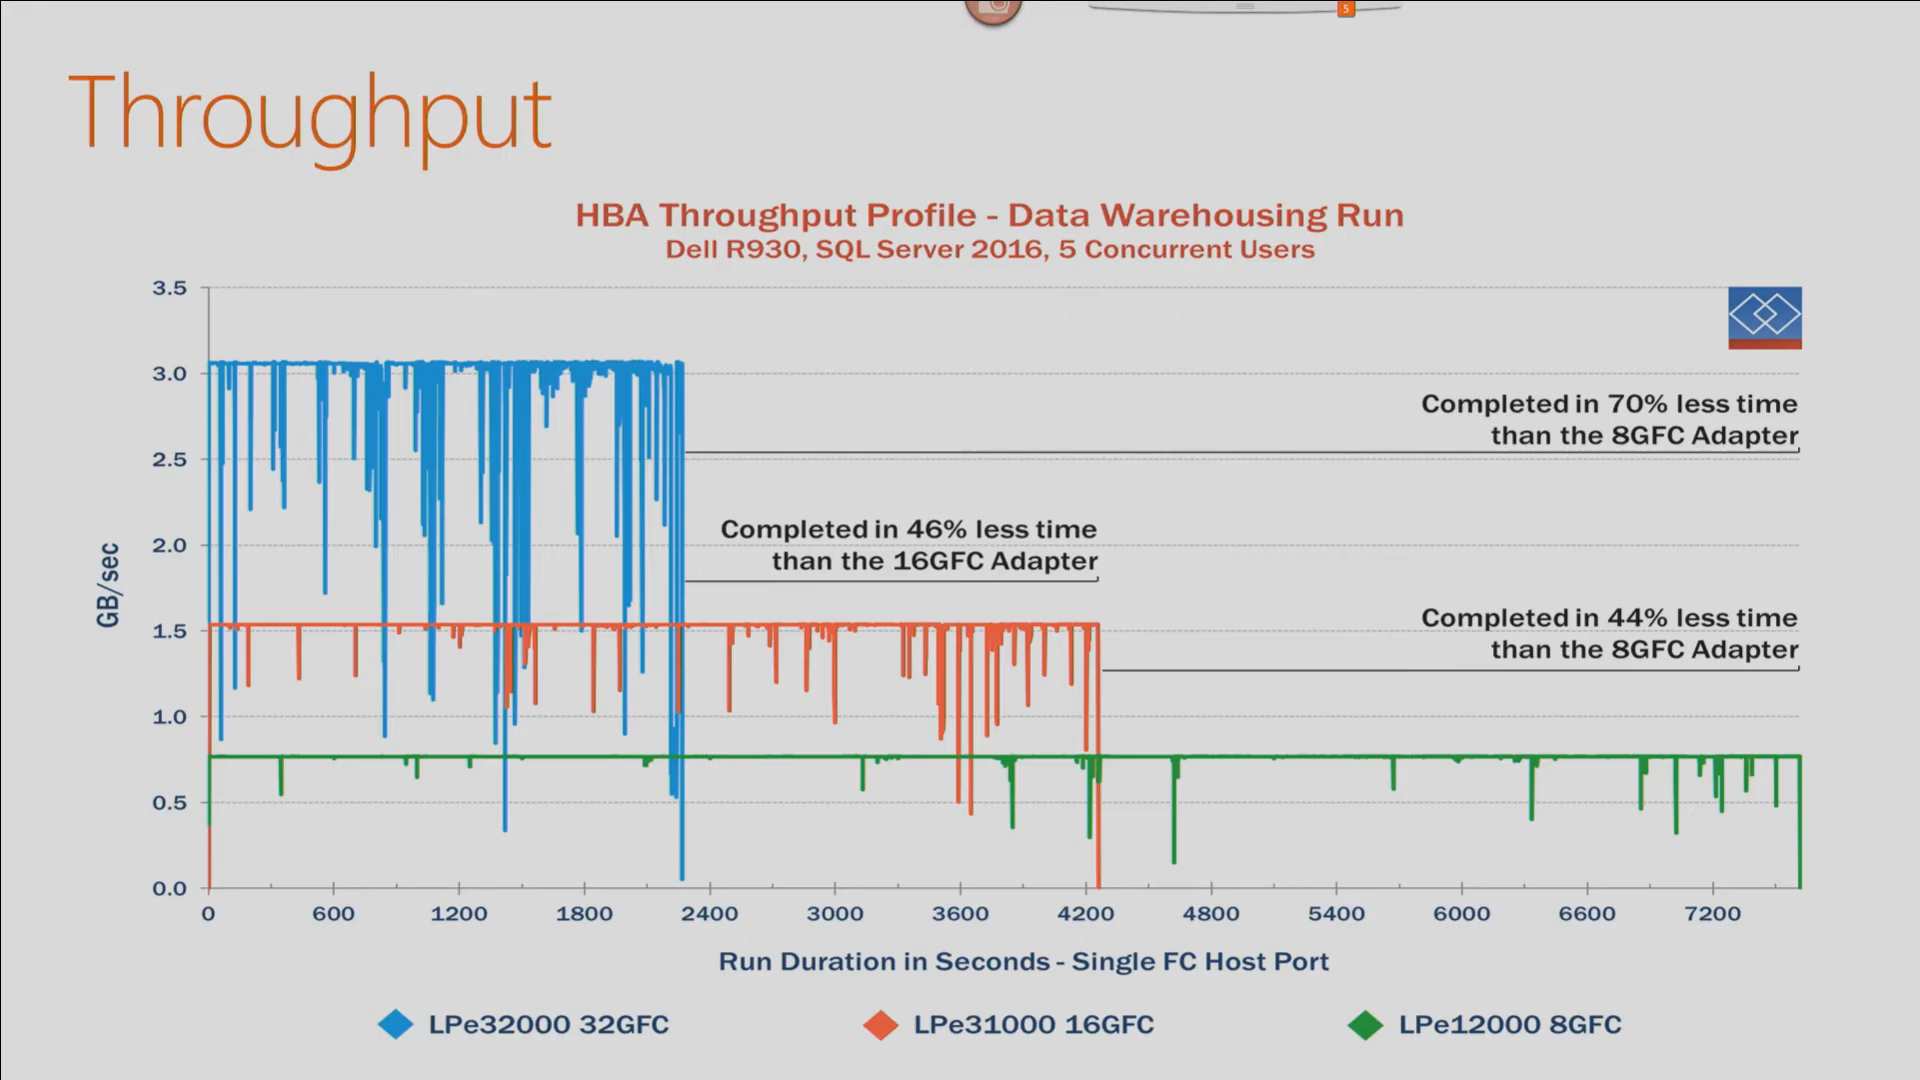 5
Throughput
HBA Throughput Profile - Data Warehousing Run
Dell R930, SQL Server 2016, 5 Concurrent Users
3.5
3.0
2.5
2.0
1.5
1.0
0.5
0.0
GB/sec
Completed in 70% less time
than the 8GFC Adapter
Completed in 46% less time
than the 16GFC Adapter
Completed in 44% less time
than the 8GFC Adapter
0 600 1200 1800 2400 3000 3600 4200 4800 5400 6000 6600 7200
Run Duration in Seconds - Single FC Host Port
LPe32000 32GFC LPe31000 16GFC LPe12000 8GFC